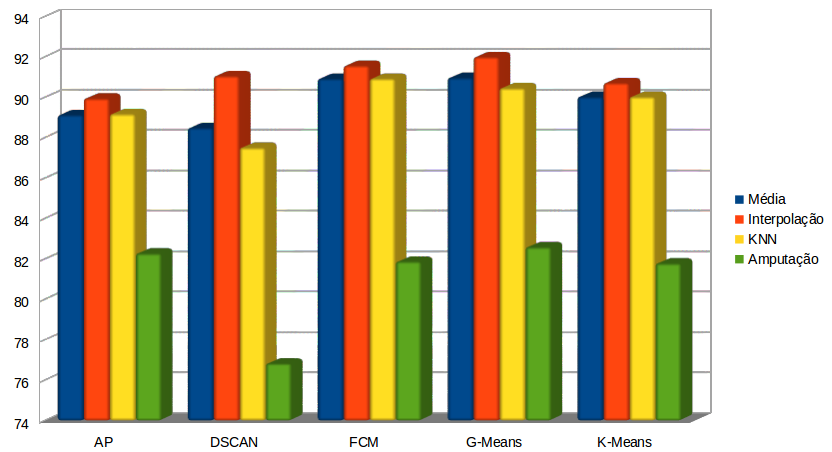 94
92
90
88
86
84
82
80
78
76
74
AP DSCAN FCM G-Means K-Means
Média
Interpolação
KNN
Amputação